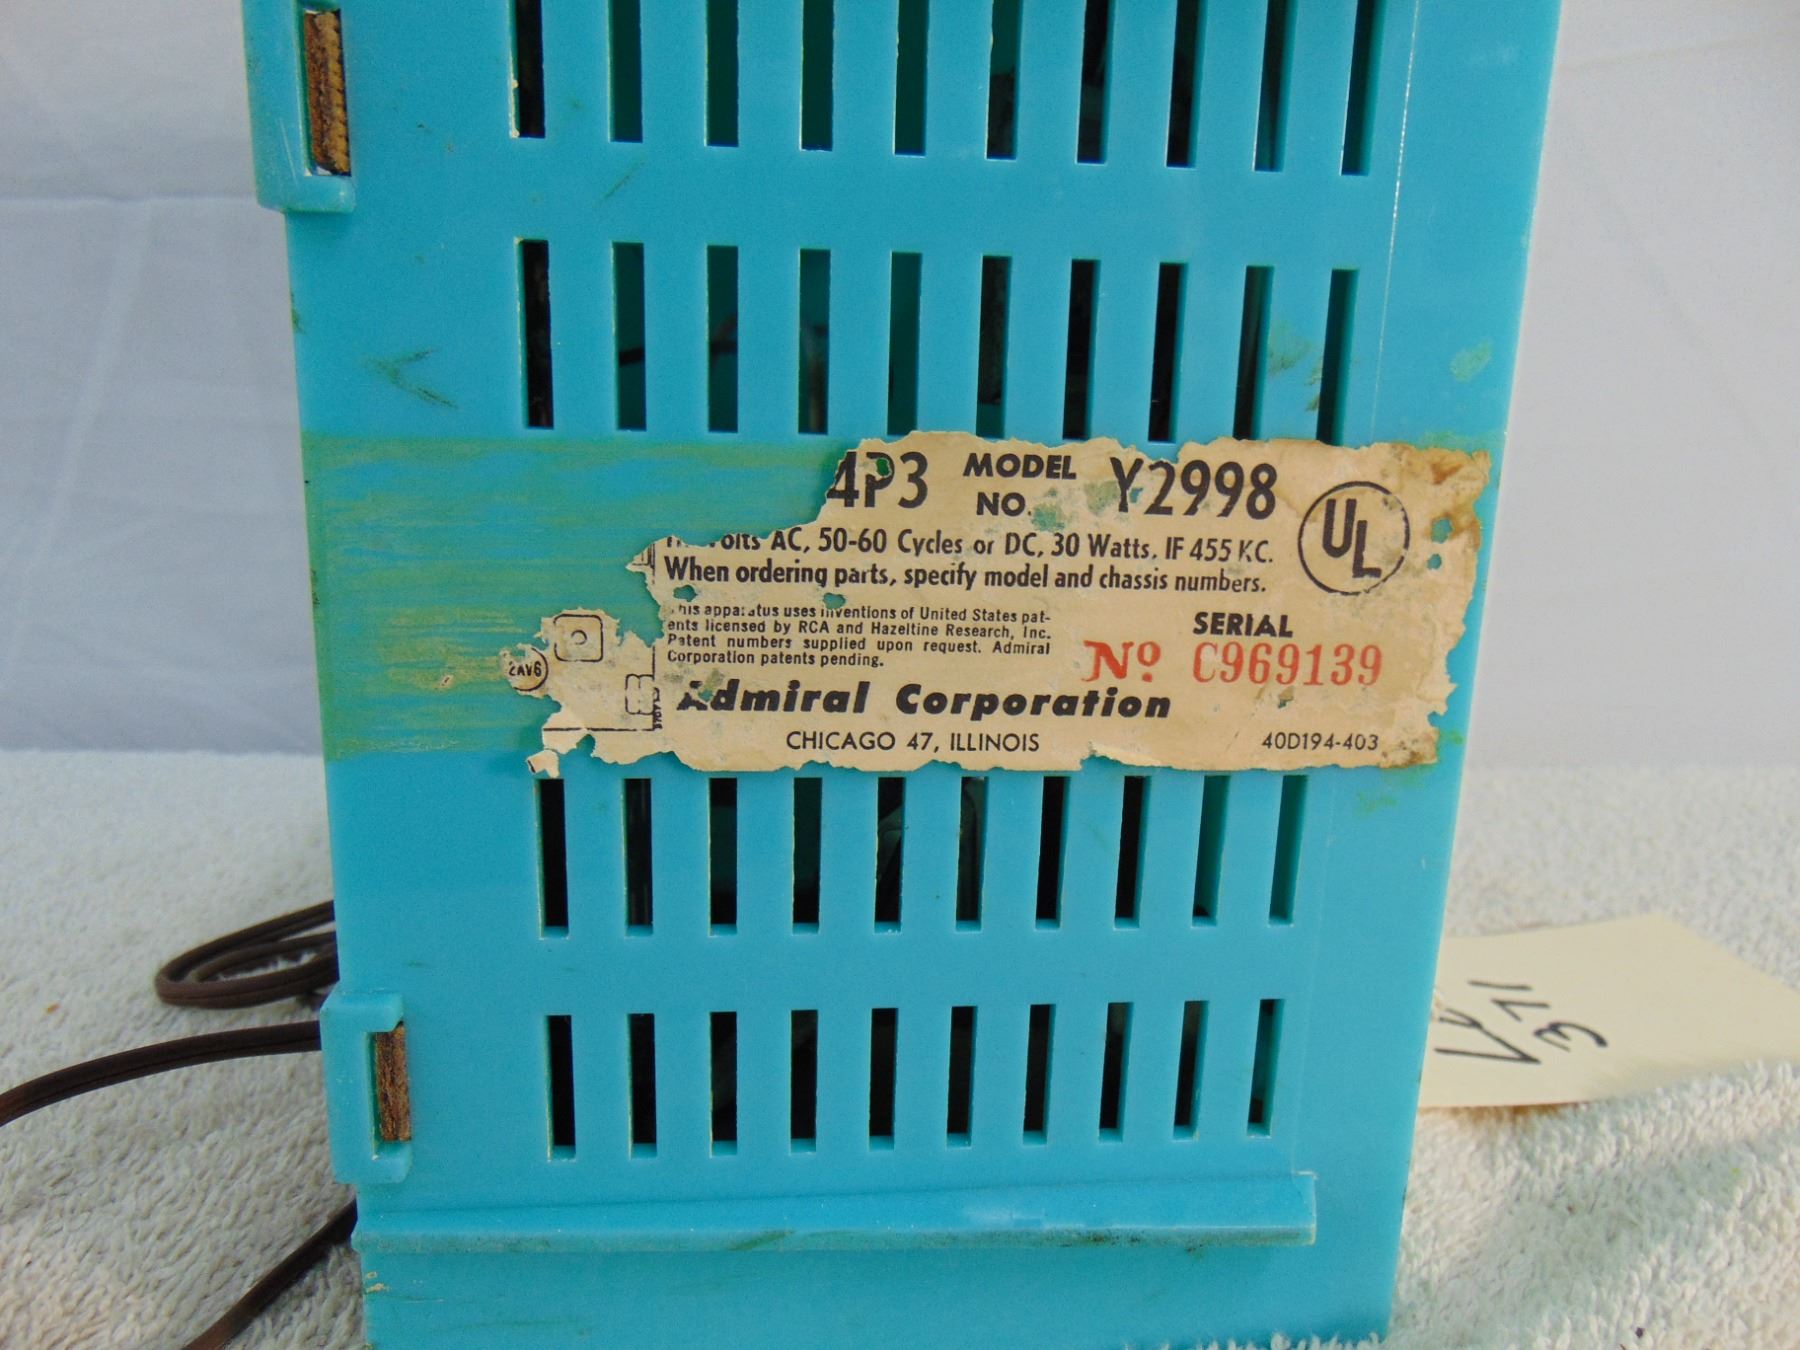 4P3 MODEL NO. Y2998
UL
Volts AC, 50-60 Cycles or DC, 30 Watts. IF 455 KC.
When ordering parts, specify model and chassis numbers.
This apparatus uses inventions of United States pat-
ents licensed by RCA and Hazeltine Research, Inc.
Patent numbers supplied upon request. Admiral
Corporation patents pending.
SERIAL
No. C969139
2AV6
Admiral Corporation
CHICAGO 47, ILLINOIS
40D194-403
371